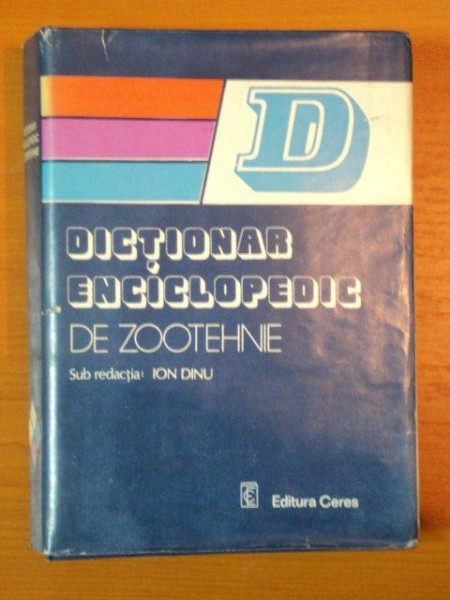 D
DICȚIONAR
ENCICLOPEDIC
DE ZOOTEHNIE
Sub redacția: ION DINU
Editura Ceres